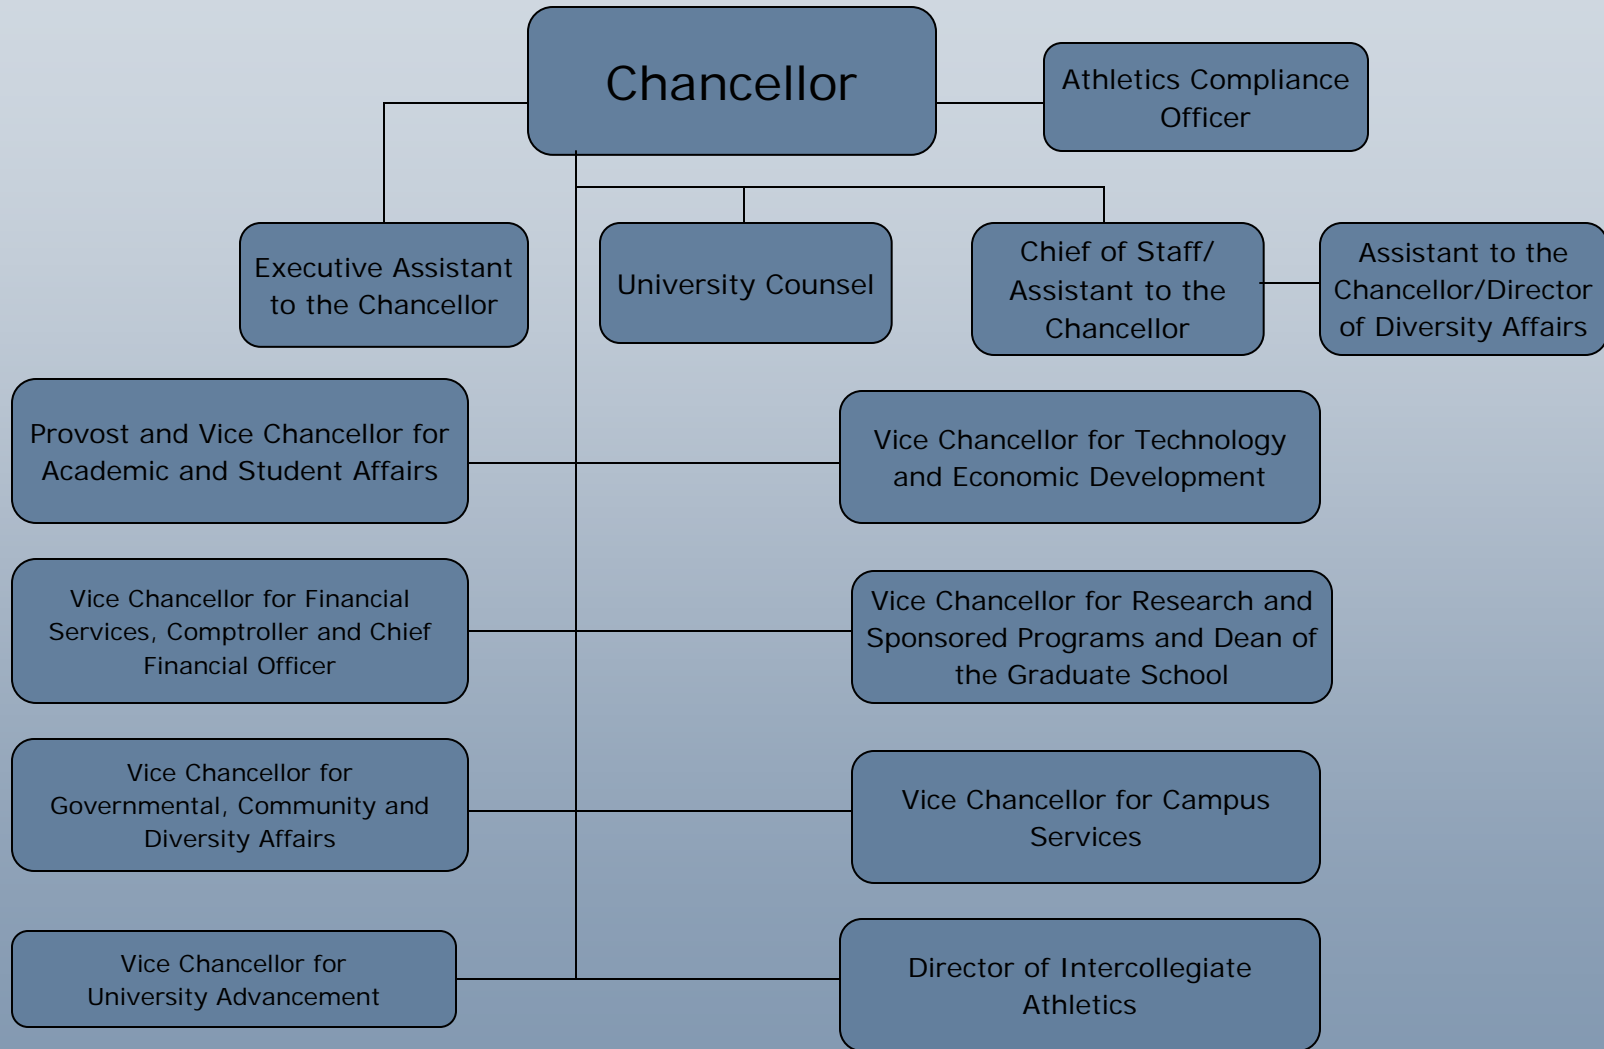 Chancellor
Athletics Compliance
Officer
Executive Assistant
to the Chancellor
University Counsel
Chief of Staff/
Assistant to the
Chancellor
Assistant to the
Chancellor/Director
of Diversity Affairs
Provost and Vice Chancellor for
Academic and Student Affairs
Vice Chancellor for Technology
and Economic Development
Vice Chancellor for Financial
Services, Comptroller and Chief
Financial Officer
Vice Chancellor for Research and
Sponsored Programs and Dean of
the Graduate School
Vice Chancellor for
Governmental, Community and
Diversity Affairs
Vice Chancellor for Campus
Services
Vice Chancellor for
University Advancement
Director of Intercollegiate
Athletics